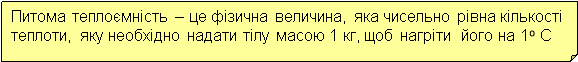 Питома теплоємність – це фізична величина, яка чисельно рівна кількості
теплоти, яку необхідно надати тілу масою 1 кг, щоб нагріти його на 1º С